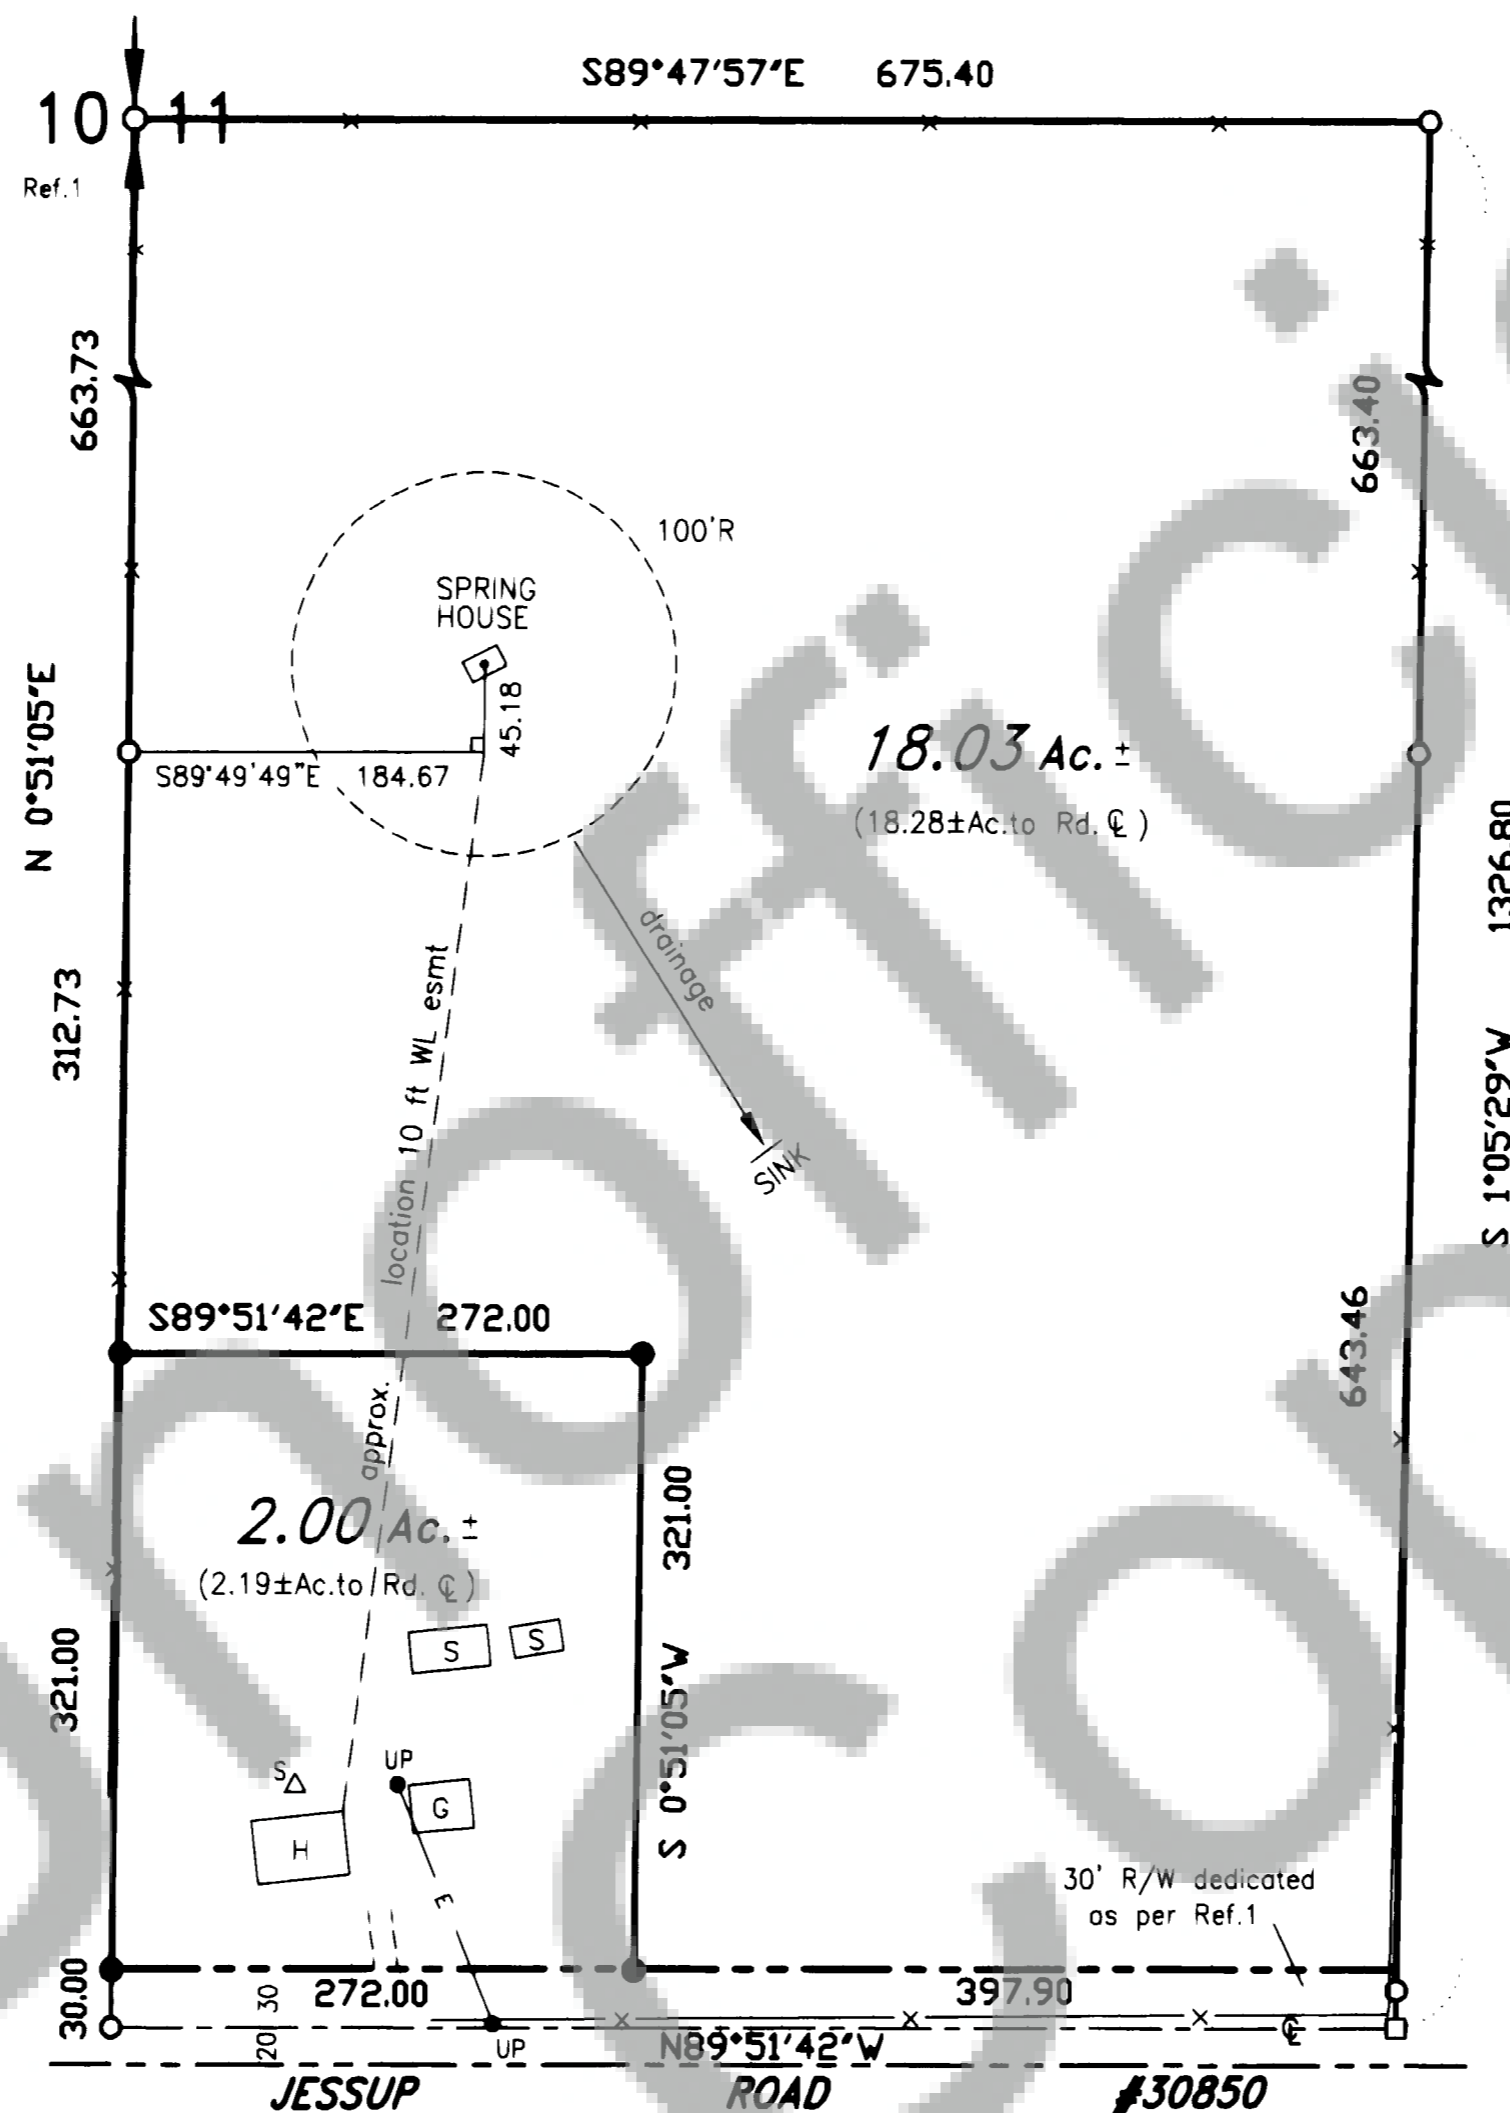 S89°47'57"E 675.40
10 11
Ref.1
663.73
663.40
100'R
SPRING
HOUSE
45.18
S89°49'49"E 184.67
N 0°51'05"E
18.03 Ac.±
(18.28±Ac.to Rd.℄)
1326.80
S 1°05'29"W
312.73
drainage
SINK
approx. location 10 ft WL esmt
S89°51'42"E 272.00
643.46
2.00 Ac.±
(2.19±Ac.to Rd.℄)
321.00
S 0°51'05"W
321.00
S
S
S
UP
G
H
E
30' R/W dedicated
as per Ref.1
30.00
20 30
272.00
397.90
UP
N89°51'42"W
℄
JESSUP ROAD #30850